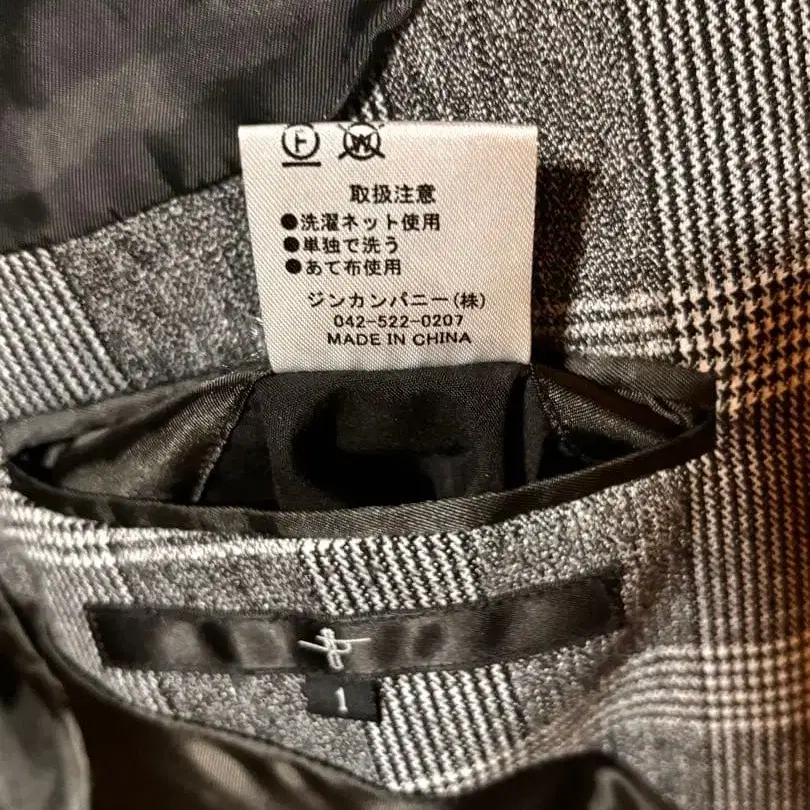 F W
取扱注意
●洗濯ネット使用
●単独で洗う
●あて布使用
ジンカンパニー(株)
042-522-0207
MADE IN CHINA
1